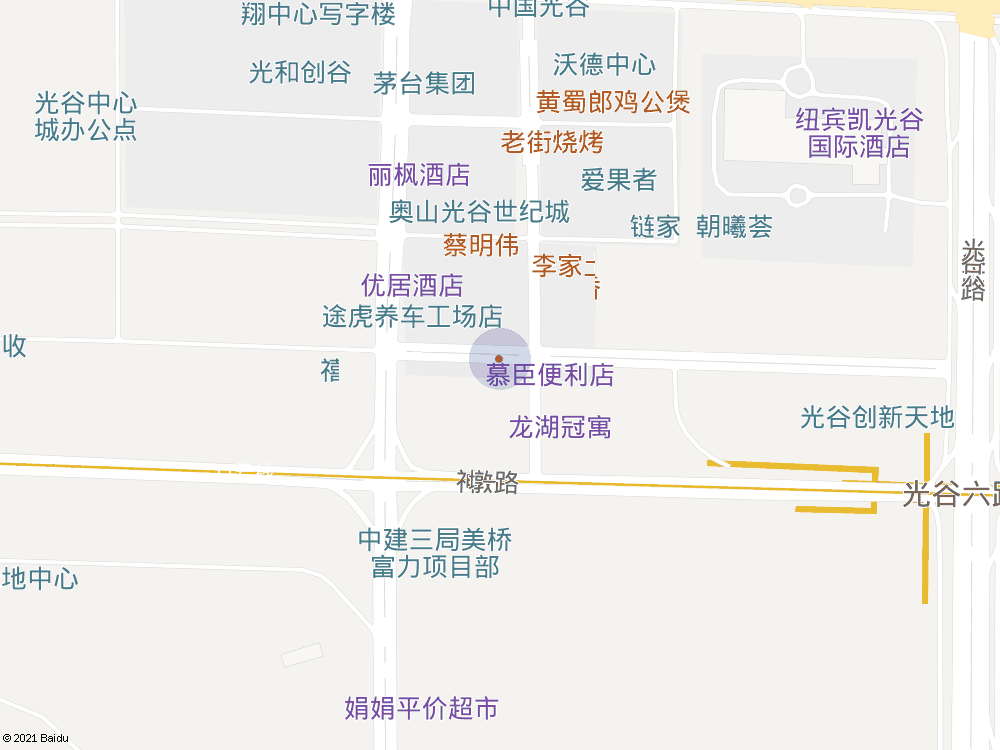 翔中心写字楼
中国光谷
沃德中心
光和创谷
茅台集团
黄蜀郎鸡公煲
光谷中心
城办公点
纽宾凯光谷
国际酒店
老街烧烤
丽枫酒店
爱果者
奥山光谷世纪城
链家
朝曦荟
蔡明伟
李家
优居酒店
途虎养车工场店
收
慕臣便利店
光谷创新天地
龙湖冠寓
敦路
光谷六路
中建三局美桥
富力项目部
地中心
娟娟平价超市
© 2021 Baidu